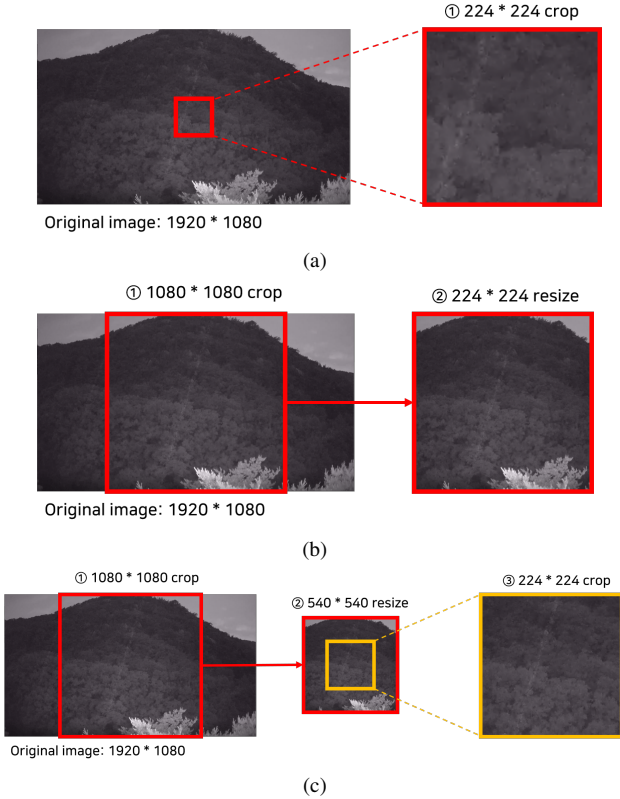 ① 224 * 224 crop
Original image: 1920 * 1080
(a)
① 1080 * 1080 crop
② 224 * 224 resize
Original image: 1920 * 1080
(b)
① 1080 * 1080 crop
② 540 * 540 resize
③ 224 * 224 crop
Original image: 1920 * 1080
(c)